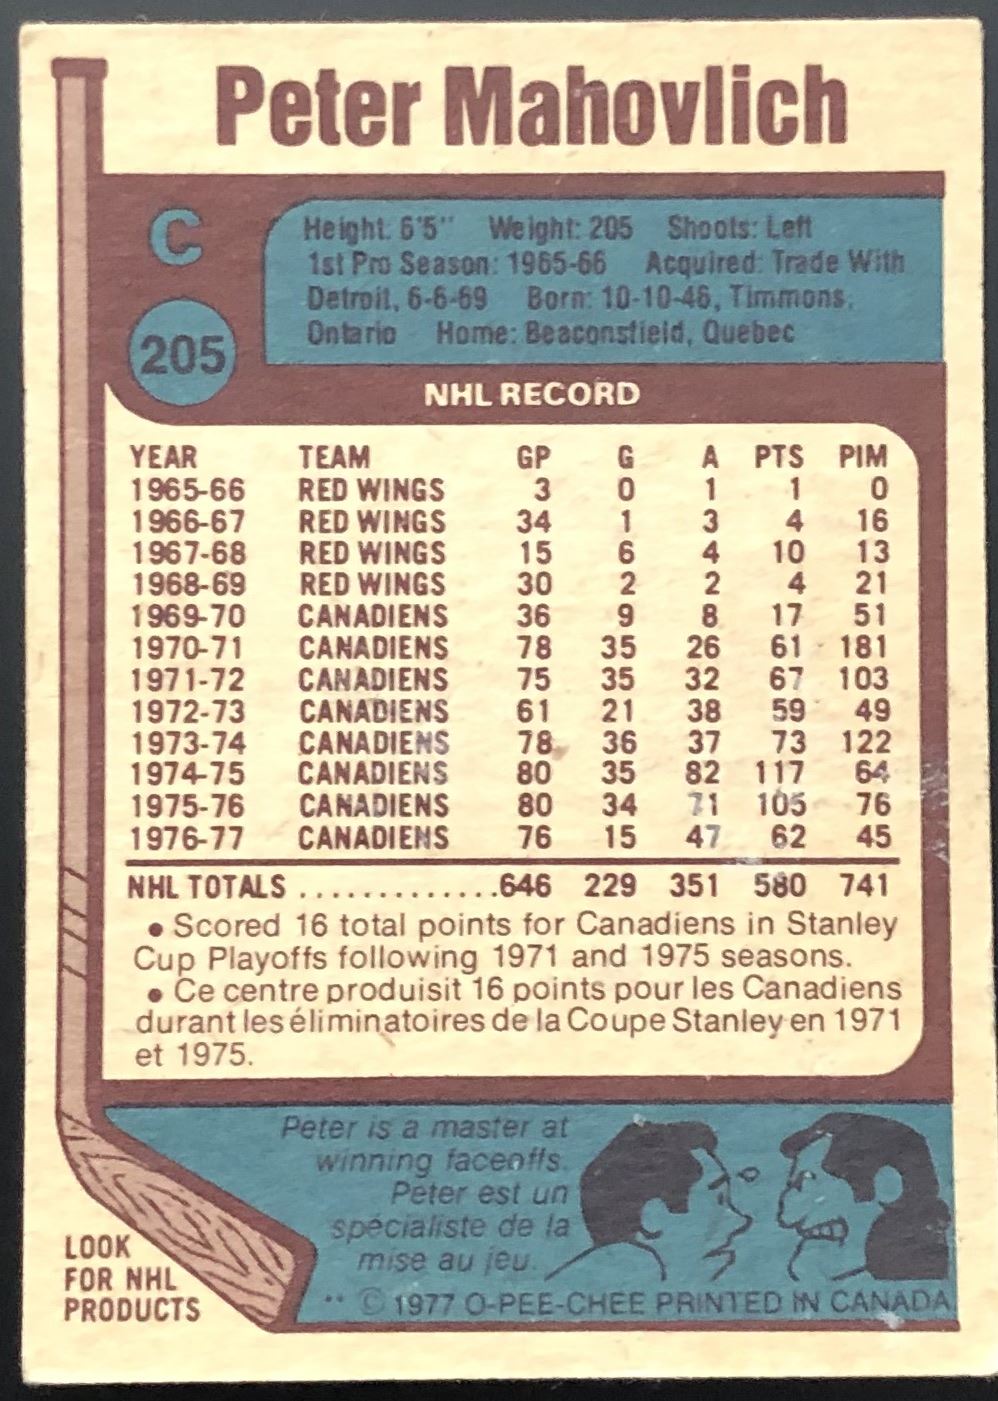 Peter Mahovlich
C
205
Height: 6'5" Weight: 205 Shoots: Left
1st Pro Season: 1965-66 Acquired: Trade With
Detroit, 6-6-69 Born: 10-10-46, Timmons,
Ontario Home: Beaconsfield, Quebec
NHL RECORD
YEAR TEAM GP G A PTS PIM
1965-66 RED WINGS 3 0 1 1 0
1966-67 RED WINGS 34 1 3 4 16
1967-68 RED WINGS 15 6 4 10 13
1968-69 RED WINGS 30 2 2 4 21
1969-70 CANADIENS 36 9 8 17 51
1970-71 CANADIENS 78 35 26 61 181
1971-72 CANADIENS 75 35 32 67 103
1972-73 CANADIENS 61 21 38 59 49
1973-74 CANADIENS 78 36 37 73 122
1974-75 CANADIENS 80 35 82 117 64
1975-76 CANADIENS 80 34 71 105 76
1976-77 CANADIENS 76 15 47 62 45
NHL TOTALS .............646 229 351 580 741
• Scored 16 total points for Canadiens in Stanley
Cup Playoffs following 1971 and 1975 seasons.
• Ce centre produisit 16 points pour les Canadiens
durant les éliminatoires de la Coupe Stanley en 1971
et 1975.
Peter is a master at
winning faceoffs.
Peter est un
spécialiste de la
mise au jeu.
LOOK
FOR NHL
PRODUCTS
** © 1977 O-PEE-CHEE PRINTED IN CANADA